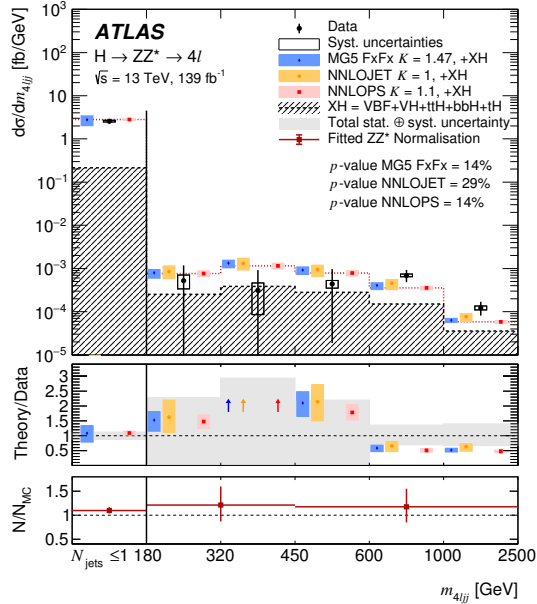 ATLAS
H → ZZ* → 4l
√s = 13 TeV, 139 fb⁻¹
Data
Syst. uncertainties
MG5 FxFx K = 1.47, +XH
NNLOJET K = 1, +XH
NNLOPS K = 1.1, +XH
XH = VBF+VH+ttH+bbH+tH
Total stat. ⊕ syst. uncertainty
Fitted ZZ* Normalisation
p-value MG5 FxFx = 14%
p-value NNLOJET = 29%
p-value NNLOPS = 14%
dσ/dm₄ljj [fb/GeV]
10³
10²
10
1
10⁻¹
10⁻²
10⁻³
10⁻⁴
10⁻⁵
Theory/Data
3
2.5
2
1.5
1
0.5
N/N_MC
1.5
1
0.5
N_jets ≤1 180 320 450 600 1000 2500
m₄ljj [GeV]